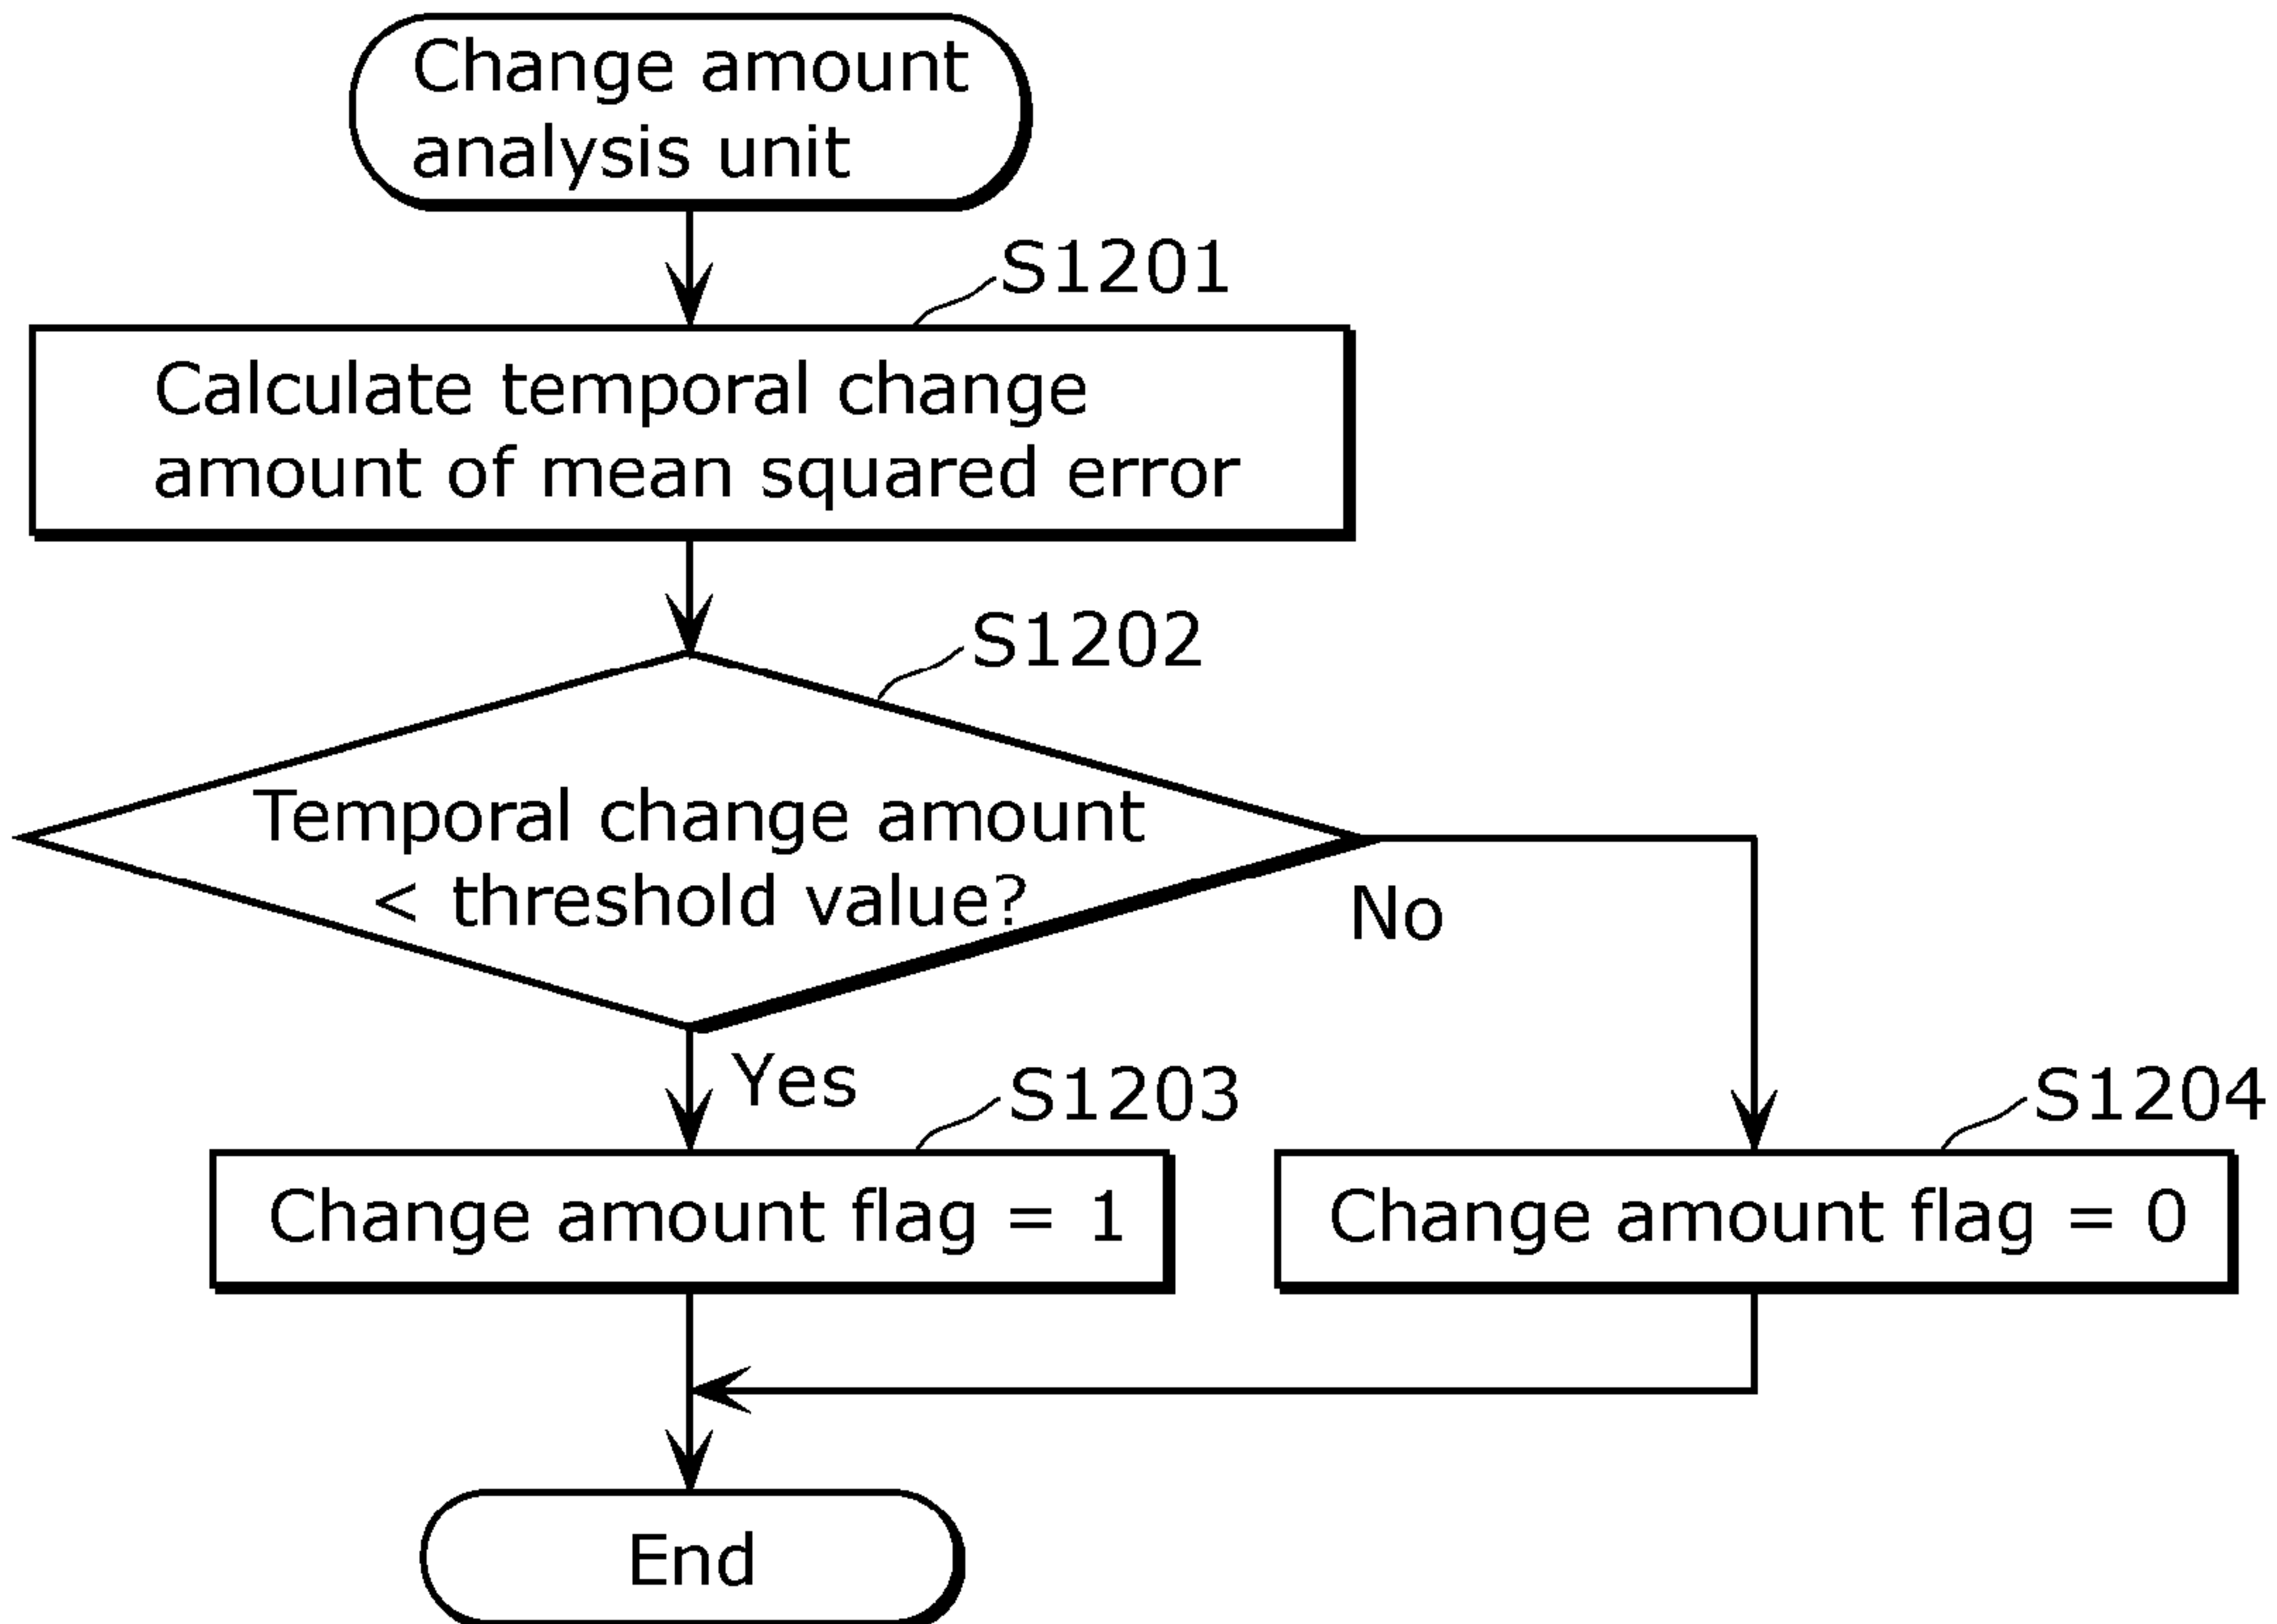 Change amount
analysis unit
S1201
Calculate temporal change
amount of mean squared error
S1202
Temporal change amount
< threshold value?
No
Yes
S1203
S1204
Change amount flag = 1
Change amount flag = 0
End